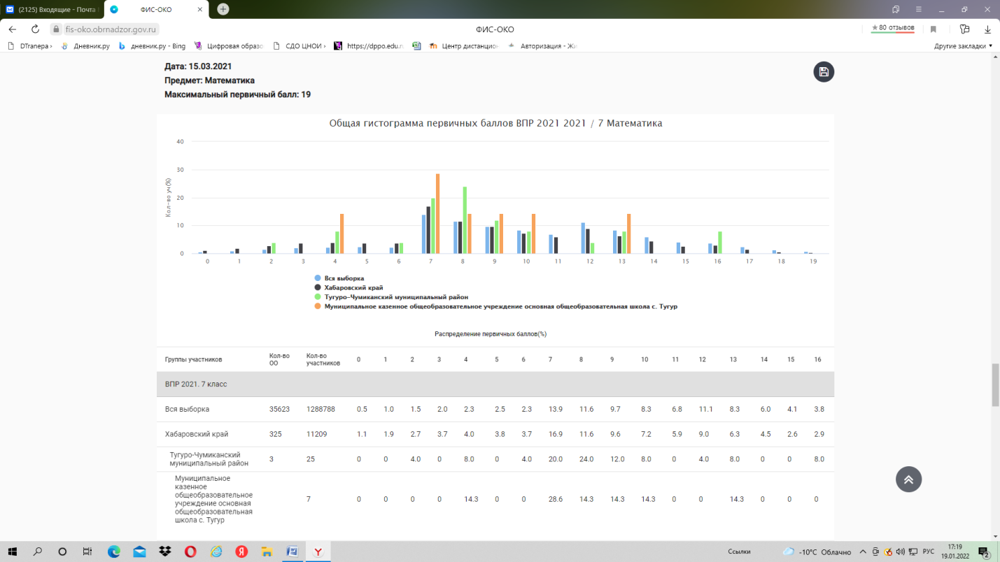 (2125) Входящие - Почта
ФИС-ОКО
fis-oko.obrnadzor.gov.ru
ФИС-ОКО
★ 80 отзывов
DTranepa ›
Дневник.ру
дневник.ру - Bing
Цифровая образо
СДО ЦНОИ ›
https://dppo.edu.ru
Центр дистанцион
Авторизация - Жи
Другие закладки
Дата: 15.03.2021
Предмет: Математика
Максимальный первичный балл: 19
Общая гистограмма первичных баллов ВПР 2021 2021 / 7 Математика
Кол-во уч(%)
40
30
20
10
0
0 1 2 3 4 5 6 7 8 9 10 11 12 13 14 15 16 17 18 19
Вся выборка
Хабаровский край
Тугуро-Чумиканский муниципальный район
Муниципальное казенное общеобразовательное учреждение основная общеобразовательная школа с. Тугур
Распределение первичных баллов(%)
Группы участников Кол-во ОО Кол-во участников 0 1 2 3 4 5 6 7 8 9 10 11 12 13 14 15 16
ВПР 2021. 7 класс
Вся выборка 35623 1288788 0.5 1.0 1.5 2.0 2.3 2.5 2.3 13.9 11.6 9.7 8.3 6.8 11.1 8.3 6.0 4.1 3.8
Хабаровский край 325 11209 1.1 1.9 2.7 3.7 4.0 3.8 3.7 16.9 11.6 9.6 7.2 5.9 9.0 6.3 4.5 2.6 2.9
Тугуро-Чумиканский
муниципальный район 3 25 0 0 4.0 0 8.0 0 4.0 20.0 24.0 12.0 8.0 0 4.0 8.0 0 0 8.0
Муниципальное
казенное
общеобразовательное
учреждение основная
общеобразовательная
школа с. Тугур
7 0 0 0 0 14.3 0 0 28.6 14.3 14.3 14.3 0 0 14.3 0 0 0
Ссылки
-10°C Облачно
РУС
17:19
19.01.2022
2